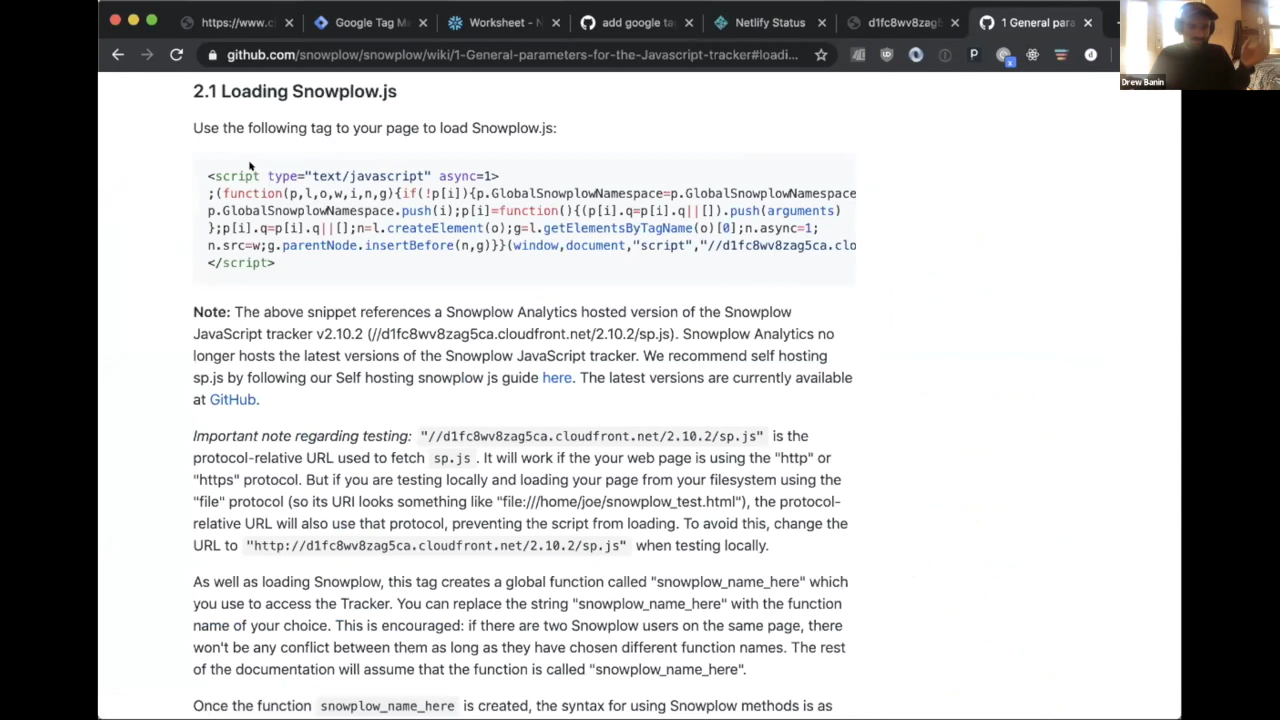 https://www.c
Google Tag Ma
Worksheet - N
add google ta
Netlify Status
d1fc8wv8zag5
1 General para
github.com/snowplow/snowplow/wiki/1-General-parameters-for-the-Javascript-tracker#loadi...
Drew Banin
2.1 Loading Snowplow.js
Use the following tag to your page to load Snowplow.js:
<script type="text/javascript" async=1>
;(function(p,l,o,w,i,n,g){if(!p[i]){p.GlobalSnowplowNamespace=p.GlobalSnowplowNamespace
p.GlobalSnowplowNamespace.push(i);p[i]=function(){(p[i].q=p[i].q||[]).push(arguments)
};p[i].q=p[i].q||[];n=l.createElement(o);g=l.getElementsByTagName(o)[0];n.async=1;
n.src=w;g.parentNode.insertBefore(n,g)}}(window,document,"script","//d1fc8wv8zag5ca.clo
</script>
Note: The above snippet references a Snowplow Analytics hosted version of the Snowplow
JavaScript tracker v2.10.2 (//d1fc8wv8zag5ca.cloudfront.net/2.10.2/sp.js). Snowplow Analytics no
longer hosts the latest versions of the Snowplow JavaScript tracker. We recommend self hosting
sp.js by following our Self hosting snowplow js guide here. The latest versions are currently available
at GitHub.
Important note regarding testing: "//d1fc8wv8zag5ca.cloudfront.net/2.10.2/sp.js" is the
protocol-relative URL used to fetch sp.js . It will work if the your web page is using the "http" or
"https" protocol. But if you are testing locally and loading your page from your filesystem using the
"file" protocol (so its URI looks something like "file:///home/joe/snowplow_test.html"), the protocol-
relative URL will also use that protocol, preventing the script from loading. To avoid this, change the
URL to "http://d1fc8wv8zag5ca.cloudfront.net/2.10.2/sp.js" when testing locally.
As well as loading Snowplow, this tag creates a global function called "snowplow_name_here" which
you use to access the Tracker. You can replace the string "snowplow_name_here" with the function
name of your choice. This is encouraged: if there are two Snowplow users on the same page, there
won't be any conflict between them as long as they have chosen different function names. The rest
of the documentation will assume that the function is called "snowplow_name_here".
Once the function snowplow_name_here is created, the syntax for using Snowplow methods is as